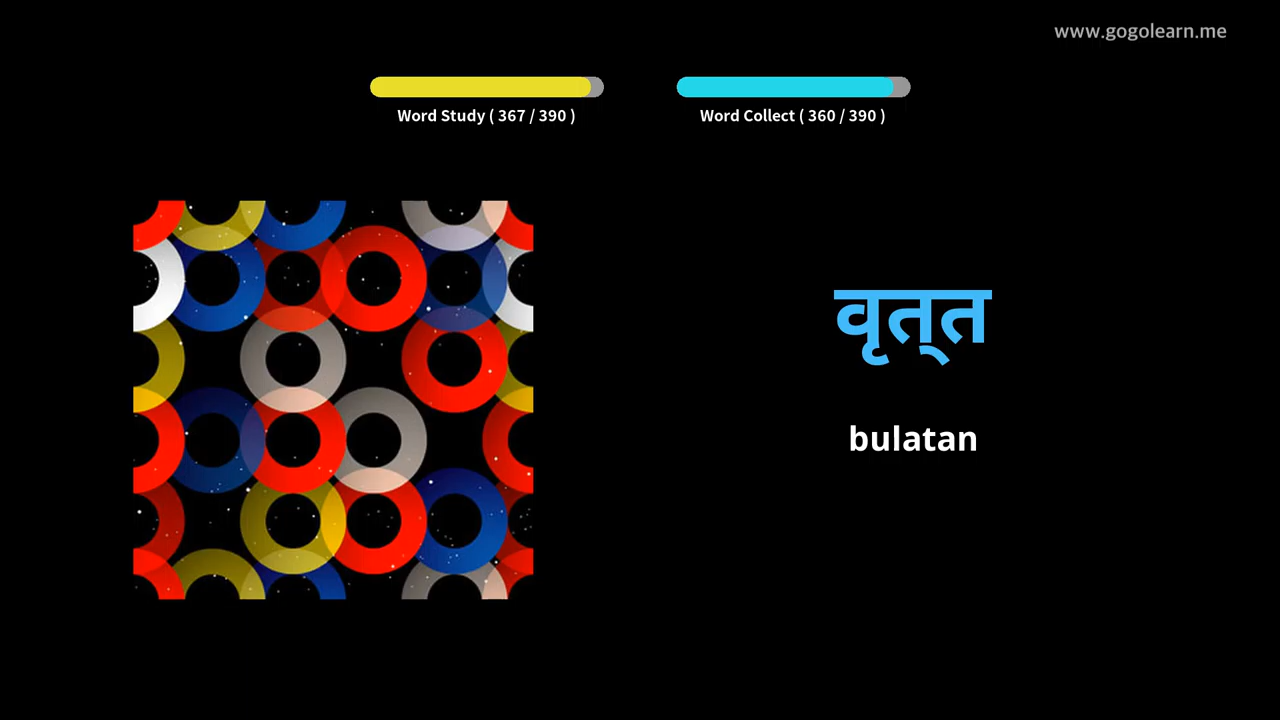 www.gogolearn.me
Word Study ( 367 / 390 )
Word Collect ( 360 / 390 )
वृत्‌त
bulatan